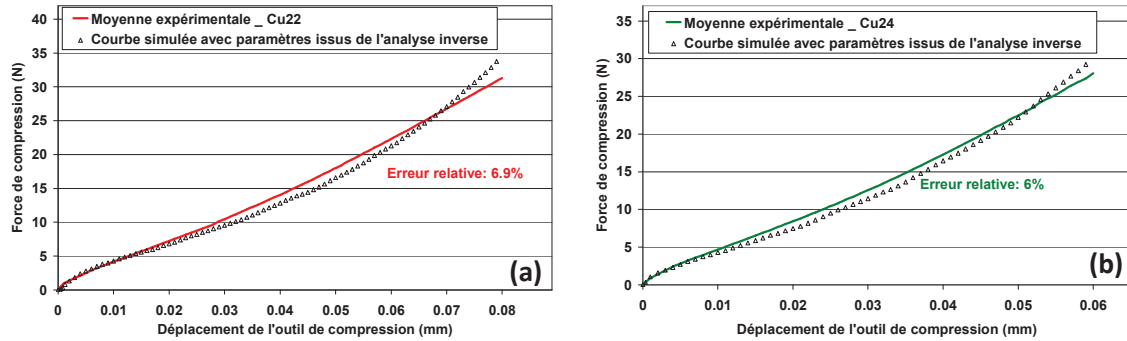 Moyenne expérimentale _ Cu22
Courbe simulée avec paramètres issus de l'analyse inverse
Force de compression (N)
40
35
30
25
20
15
10
5
0
Erreur relative: 6.9%
(a)
0 0.01 0.02 0.03 0.04 0.05 0.06 0.07 0.08
Déplacement de l'outil de compression (mm)
Moyenne expérimentale _ Cu24
Courbe simulée avec paramètres issus de l'analyse inverse
Force de compression (N)
35
30
25
20
15
10
5
0
Erreur relative: 6%
(b)
0 0.01 0.02 0.03 0.04 0.05 0.06
Déplacement de l'outil de compression (mm)